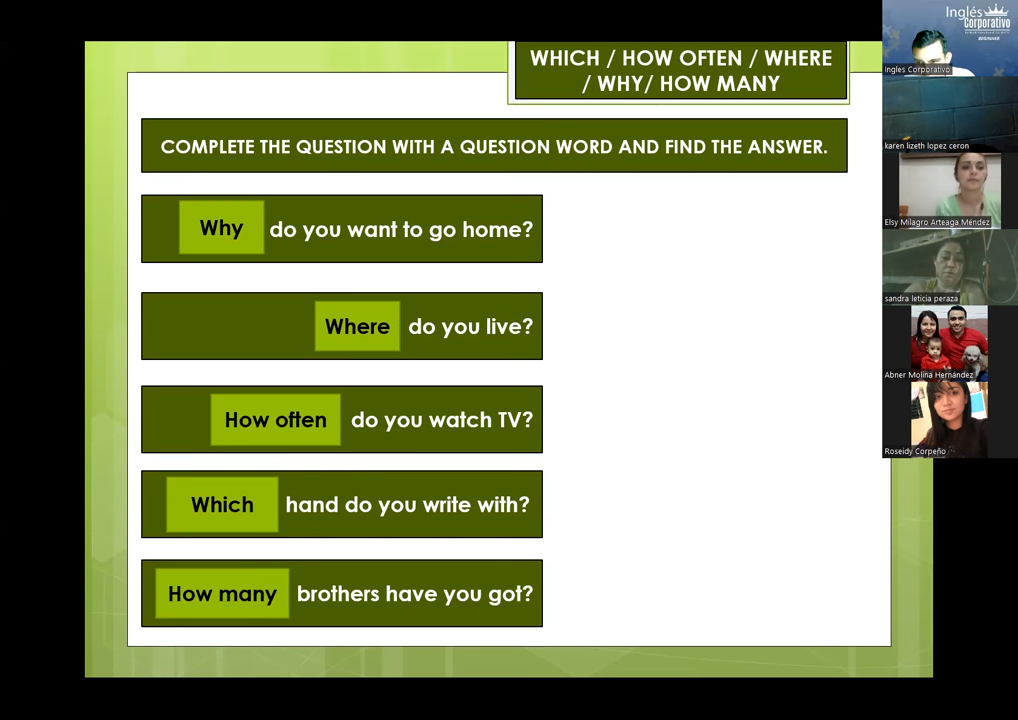 WHICH / HOW OFTEN / WHERE
/ WHY/ HOW MANY
COMPLETE THE QUESTION WITH A QUESTION WORD AND FIND THE ANSWER.
Why do you want to go home?
Where do you live?
How often do you watch TV?
Which hand do you write with?
How many brothers have you got?
Inglés
Corporativo
BEGINNER
Ingles Corporativo
karen lizeth lopez ceron
Elsy Milagro Arteaga Méndez
sandra leticia peraza
Abner Molina Hernández
Roseidy Corpeño